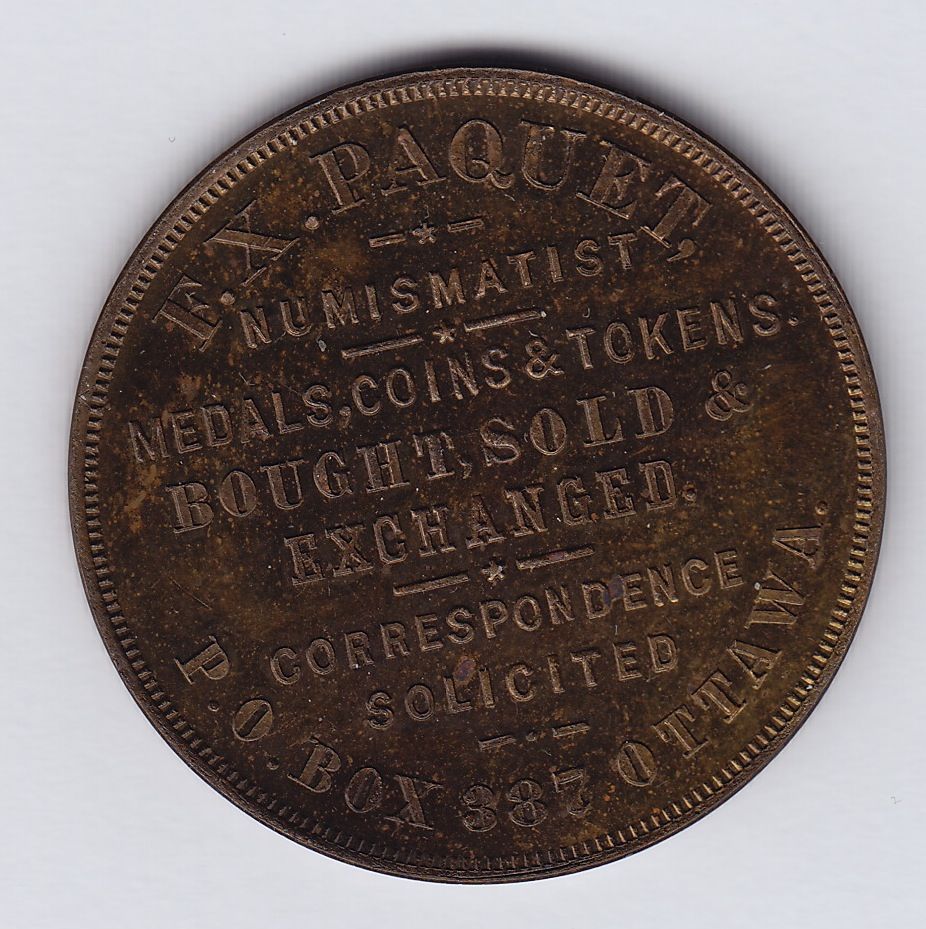 F.X. PAQUET,
NUMISMATIST
MEDALS, COINS & TOKENS.
BOUGHT, SOLD &
EXCHANGED.
CORRESPONDENCE
SOLICITED
P.O. BOX 387 OTTAWA.